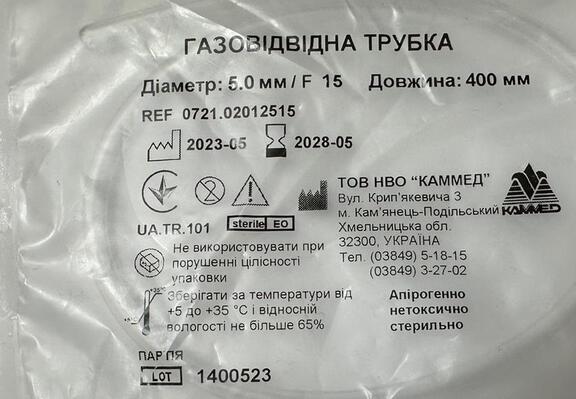 ГАЗОВІДВІДНА ТРУБКА
Діаметр: 5.0 мм / F 15 Довжина: 400 мм
REF 0721.02012515
2023-05 2028-05
ТОВ НВО “КАММЕД”
Вул. Крип’якевича 3
м. Кам’янець-Подільський
Хмельницька обл.
32300, УКРАЇНА
Тел. (03849) 5-18-15
(03849) 3-27-02
KAMMED
UA.TR.101
sterile EO
Не використовувати при
порушенні цілісності
упаковки
Зберігати за температури від
+5 до +35 °С і відносній
вологості не більше 65%
+35°C
+5°C
Апірогенно
нетоксично
стерильно
LOT 1400523